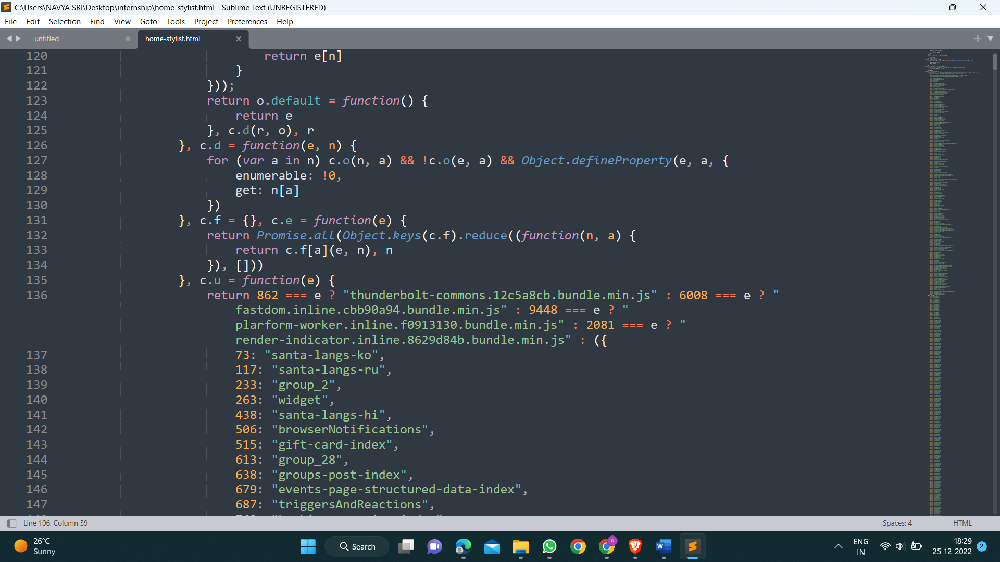 C:\Users\NAVYA SRI\Desktop\internship\home-stylist.html - Sublime Text (UNREGISTERED)
File Edit Selection Find View Goto Tools Project Preferences Help
untitled home-stylist.html
120 return e[n]
121 }
122 }));
123 return o.default = function() {
124 return e
125 }, c.d(r, o), r
126 }, c.d = function(e, n) {
127 for (var a in n) c.o(n, a) && !c.o(e, a) && Object.defineProperty(e, a, {
128 enumerable: !0,
129 get: n[a]
130 })
131 }, c.f = {}, c.e = function(e) {
132 return Promise.all(Object.keys(c.f).reduce((function(n, a) {
133 return c.f[a](e, n), n
134 }), []))
135 }, c.u = function(e) {
136 return 862 === e ? "thunderbolt-commons.12c5a8cb.bundle.min.js" : 6008 === e ? "
fastdom.inline.cbb90a94.bundle.min.js" : 9448 === e ? "
plarform-worker.inline.f0913130.bundle.min.js" : 2081 === e ? "
render-indicator.inline.8629d84b.bundle.min.js" : ({
137 73: "santa-langs-ko",
138 117: "santa-langs-ru",
139 233: "group_2",
140 263: "widget",
141 438: "santa-langs-hi",
142 506: "browserNotifications",
143 515: "gift-card-index",
144 613: "group_28",
145 638: "groups-post-index",
146 679: "events-page-structured-data-index",
147 687: "triggersAndReactions",
Line 106, Column 39 Spaces: 4 HTML
26°C
Sunny
Search
n
ENG
IN
18:29
25-12-2022
2